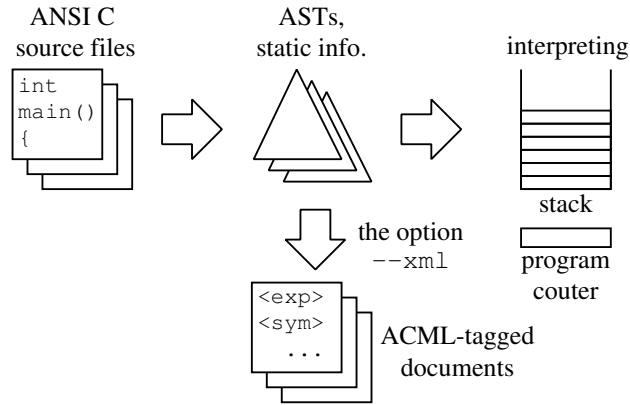 ANSI C
source files
int
main()
{
ASTs,
static info.
interpreting
stack
program
couter
the option
--xml
<exp>
<sym>
...
ACML-tagged
documents